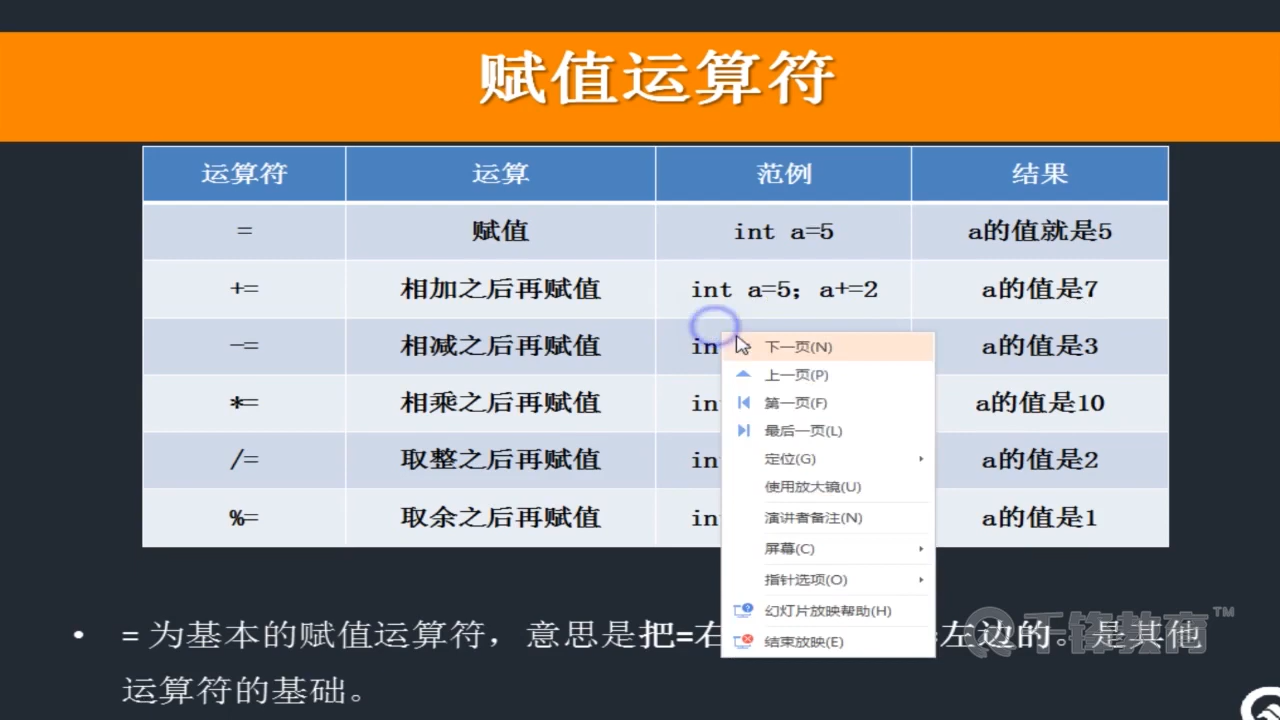 赋值运算符
运算符 运算 范例 结果
= 赋值 int a=5 a的值就是5
+= 相加之后再赋值 int a=5; a+=2 a的值是7
-= 相减之后再赋值 in a的值是3
*= 相乘之后再赋值 in a的值是10
/= 取整之后再赋值 in a的值是2
%= 取余之后再赋值 in a的值是1
下一页(N)
上一页(P)
第一页(F)
最后一页(L)
定位(G)
使用放大镜(U)
演讲者备注(N)
屏幕(C)
指针选项(O)
幻灯片放映帮助(H)
结束放映(E)
• = 为基本的赋值运算符，意思是把=右 左边的。是其他
运算符的基础。
千锋教育™